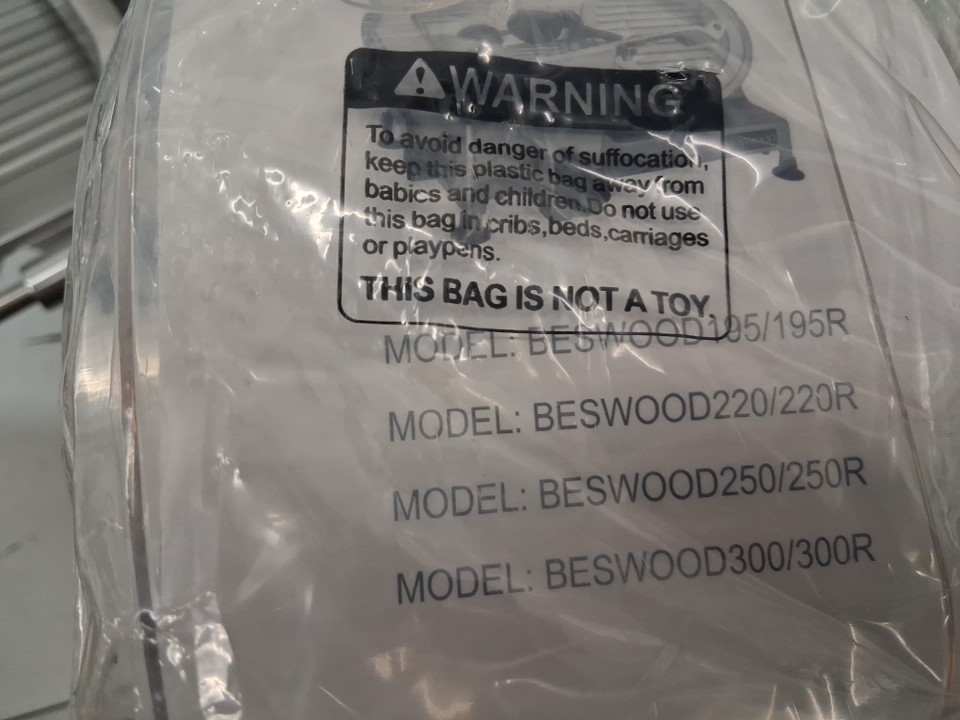 WARNING
To avoid danger of suffocation,
keep this plastic bag away from
babics and children.Do not use
this bag in cribs,beds,carriages
or playpens.
THIS BAG IS NOT A TOY.
MODEL: BESWOOD195/195R
MODEL: BESWOOD220/220R
MODEL: BESWOOD250/250R
MODEL: BESWOOD300/300R